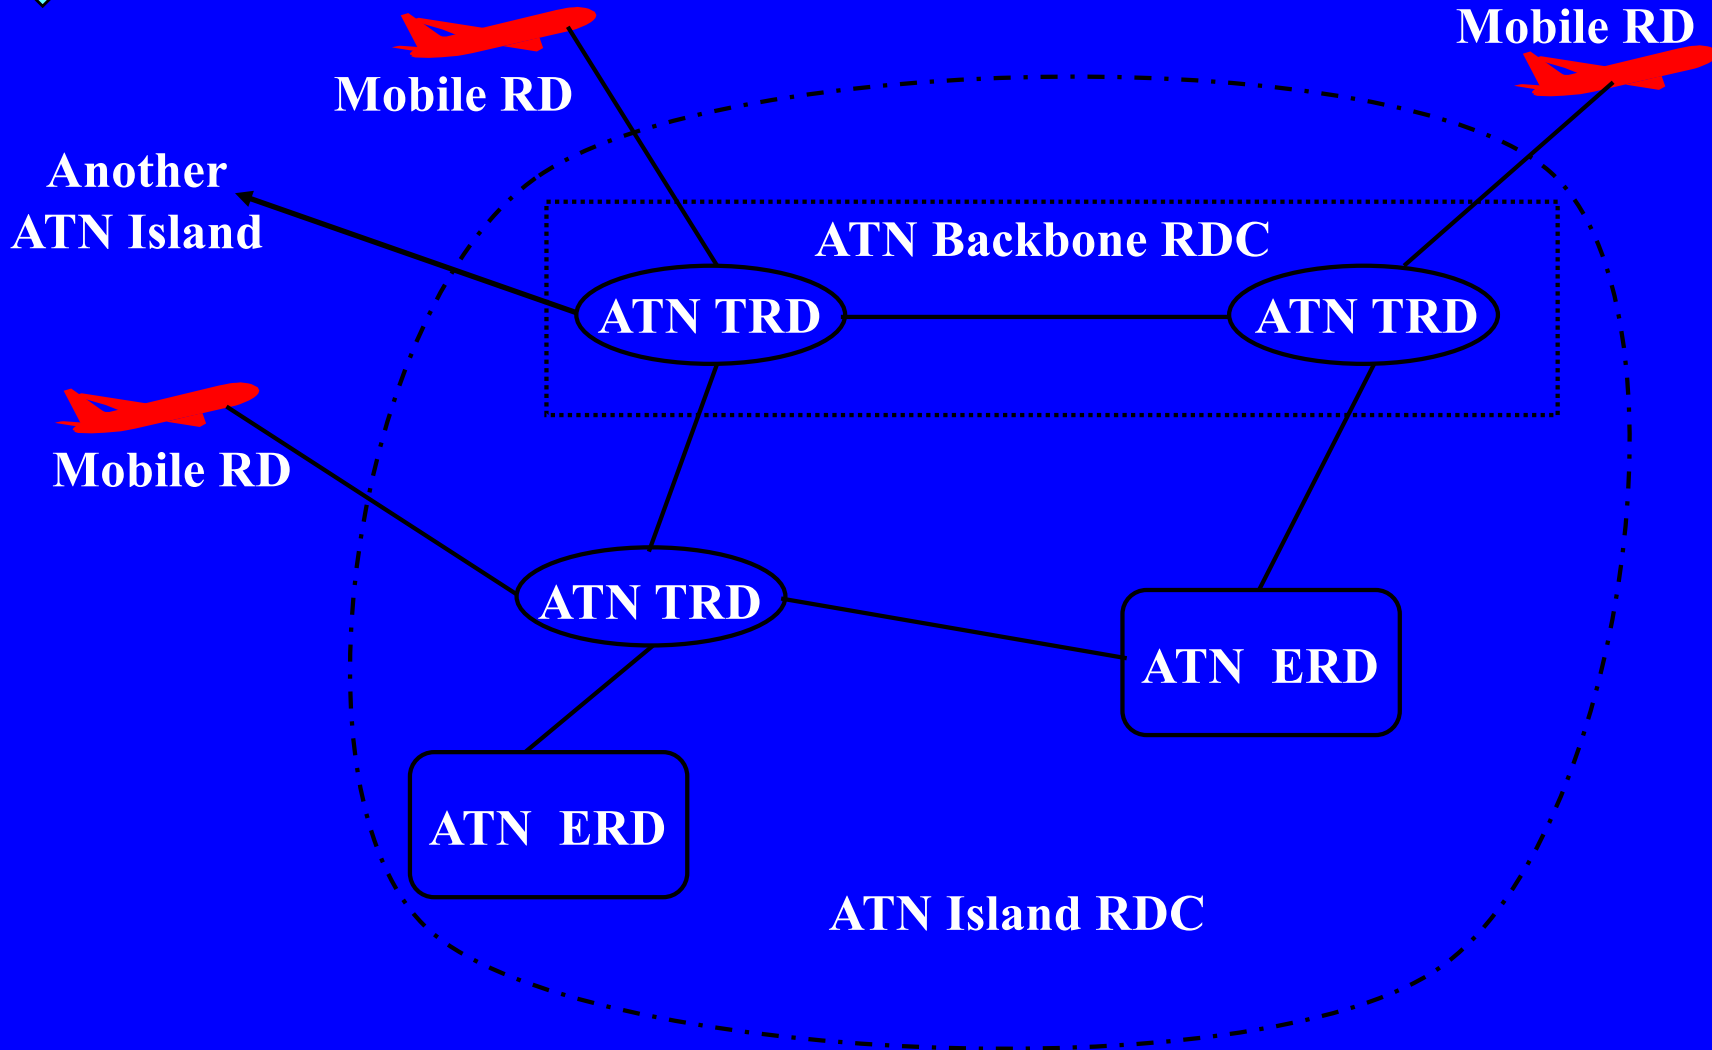 Mobile RD
Mobile RD
Another
ATN Island
ATN Backbone RDC
ATN TRD
ATN TRD
Mobile RD
ATN TRD
ATN  ERD
ATN  ERD
ATN Island RDC